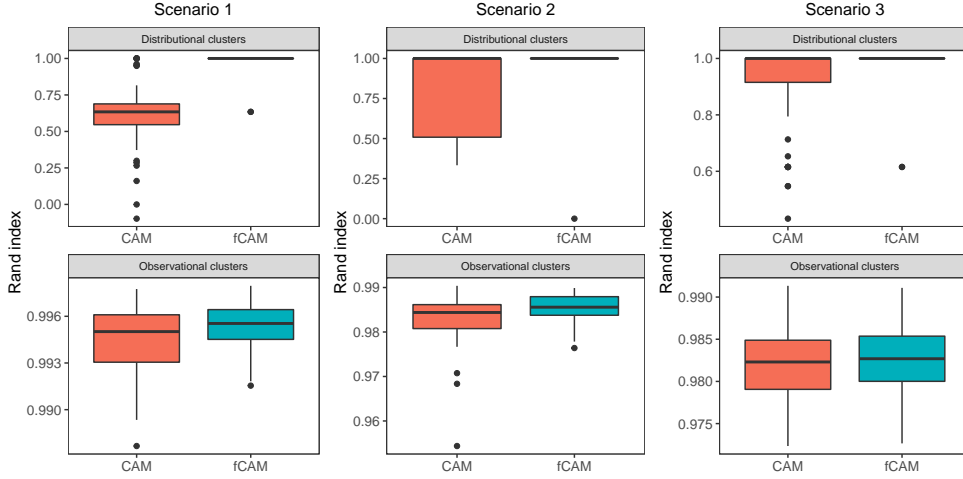 Scenario 1
Scenario 2
Scenario 3
Rand index
Distributional clusters
1.00
0.75
0.50
0.25
0.00
CAM
fCAM
Observational clusters
0.996
0.993
0.990
CAM
fCAM
Rand index
Distributional clusters
1.00
0.75
0.50
0.25
0.00
CAM
fCAM
Observational clusters
0.99
0.98
0.97
0.96
CAM
fCAM
Rand index
Distributional clusters
1.0
0.8
0.6
CAM
fCAM
Observational clusters
0.990
0.985
0.980
0.975
CAM
fCAM